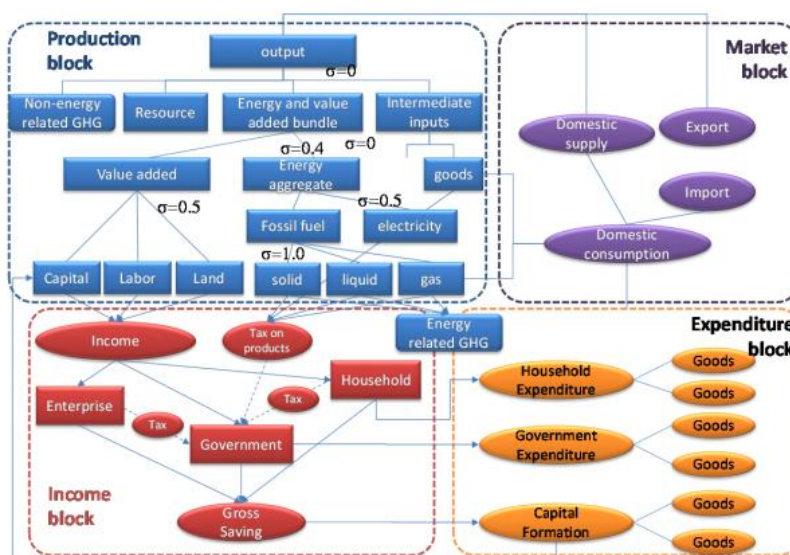 Production
block
output
σ=0
Market
block
Non-energy
related GHG
Resource
Energy and value
added bundle
Intermediate
inputs
Domestic
supply
Export
σ=0.4
σ=0
Value added
Energy
aggregate
goods
Import
σ=0.5
σ=0.5
Fossil fuel
electricity
Domestic
consumption
σ=1.0
Capital
Labor
Land
solid
liquid
gas
Income
Tax on
products
Energy
related GHG
Expenditure
block
Household
Household
Expenditure
Goods
Goods
Enterprise
Tax
Tax
Government
Government
Expenditure
Goods
Goods
Income
block
Gross
Saving
Capital
Formation
Goods
Goods